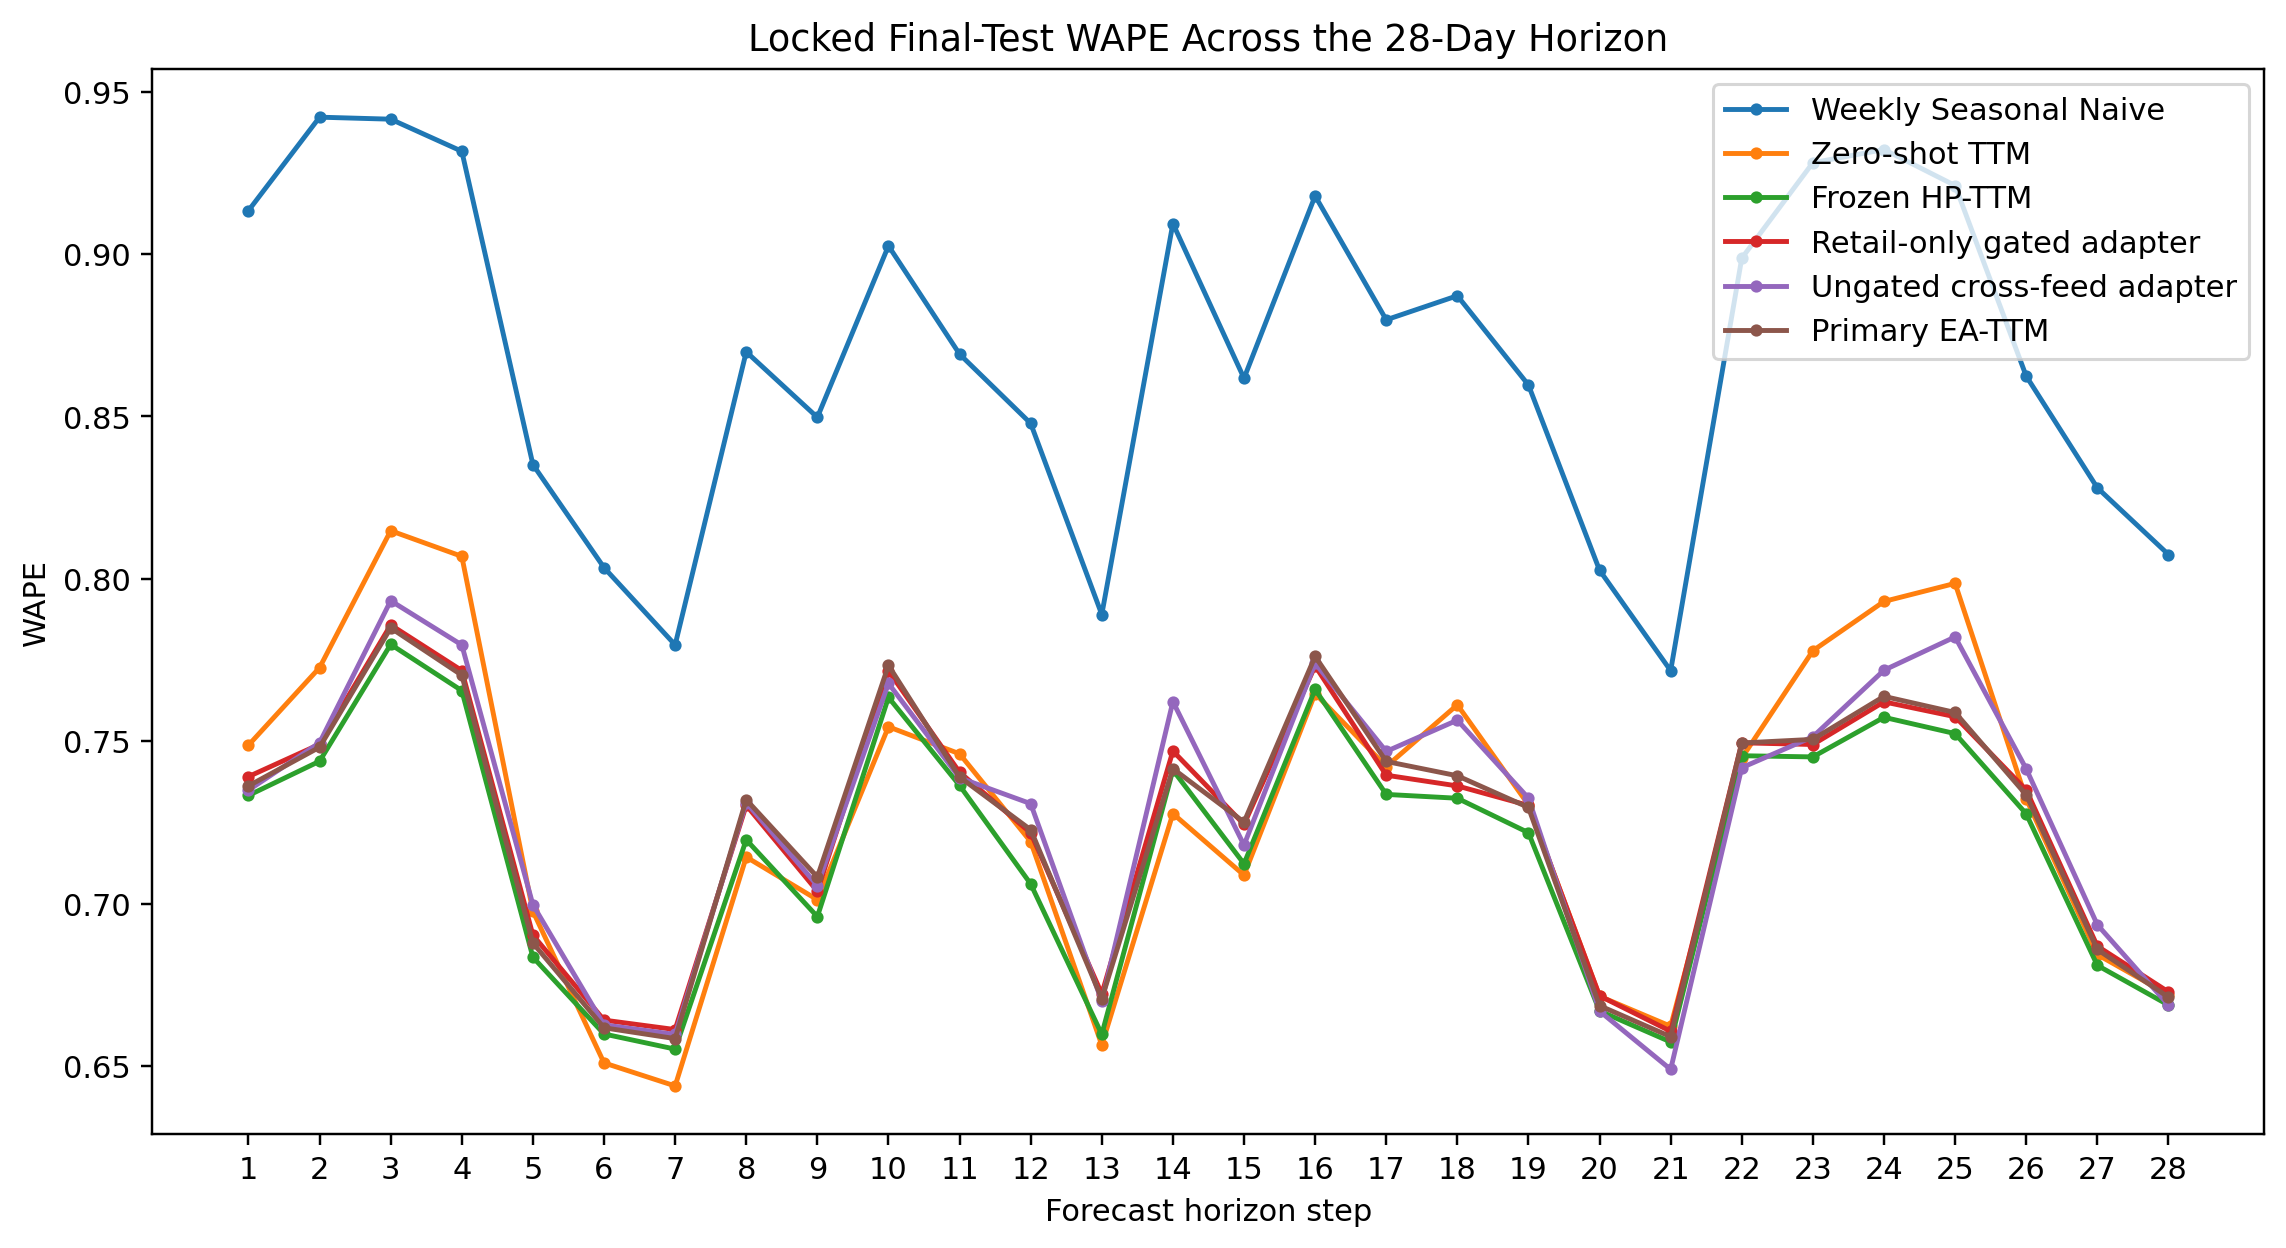 Locked Final-Test WAPE Across the 28-Day Horizon
0.95
0.90
0.85
0.80
0.75
0.70
0.65
WAPE
Weekly Seasonal Naive
Zero-shot TTM
Frozen HP-TTM
Retail-only gated adapter
Ungated cross-feed adapter
Primary EA-TTM
1 2 3 4 5 6 7 8 9 10 11 12 13 14 15 16 17 18 19 20 21 22 23 24 25 26 27 28
Forecast horizon step